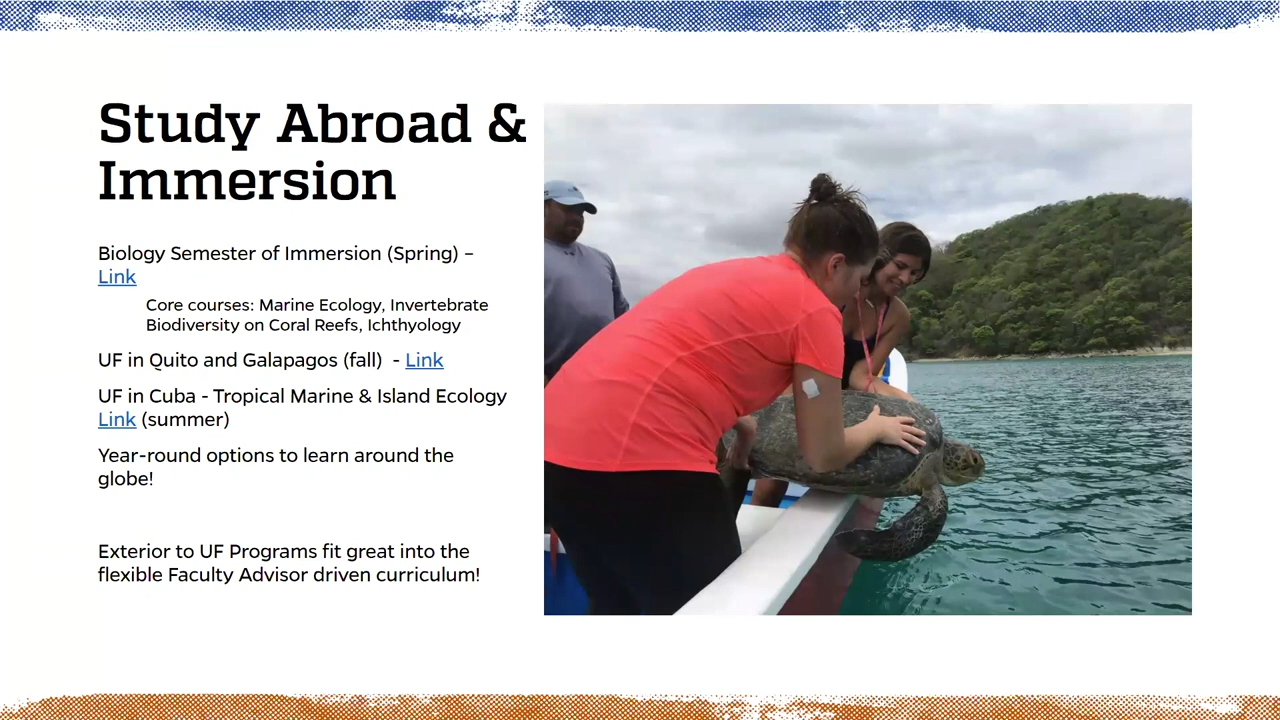 Study Abroad &
Immersion
Biology Semester of Immersion (Spring) –
Link
Core courses: Marine Ecology, Invertebrate
Biodiversity on Coral Reefs, Ichthyology
UF in Quito and Galapagos (fall)  - Link
UF in Cuba - Tropical Marine & Island Ecology
Link (summer)
Year-round options to learn around the
globe!
Exterior to UF Programs fit great into the
flexible Faculty Advisor driven curriculum!